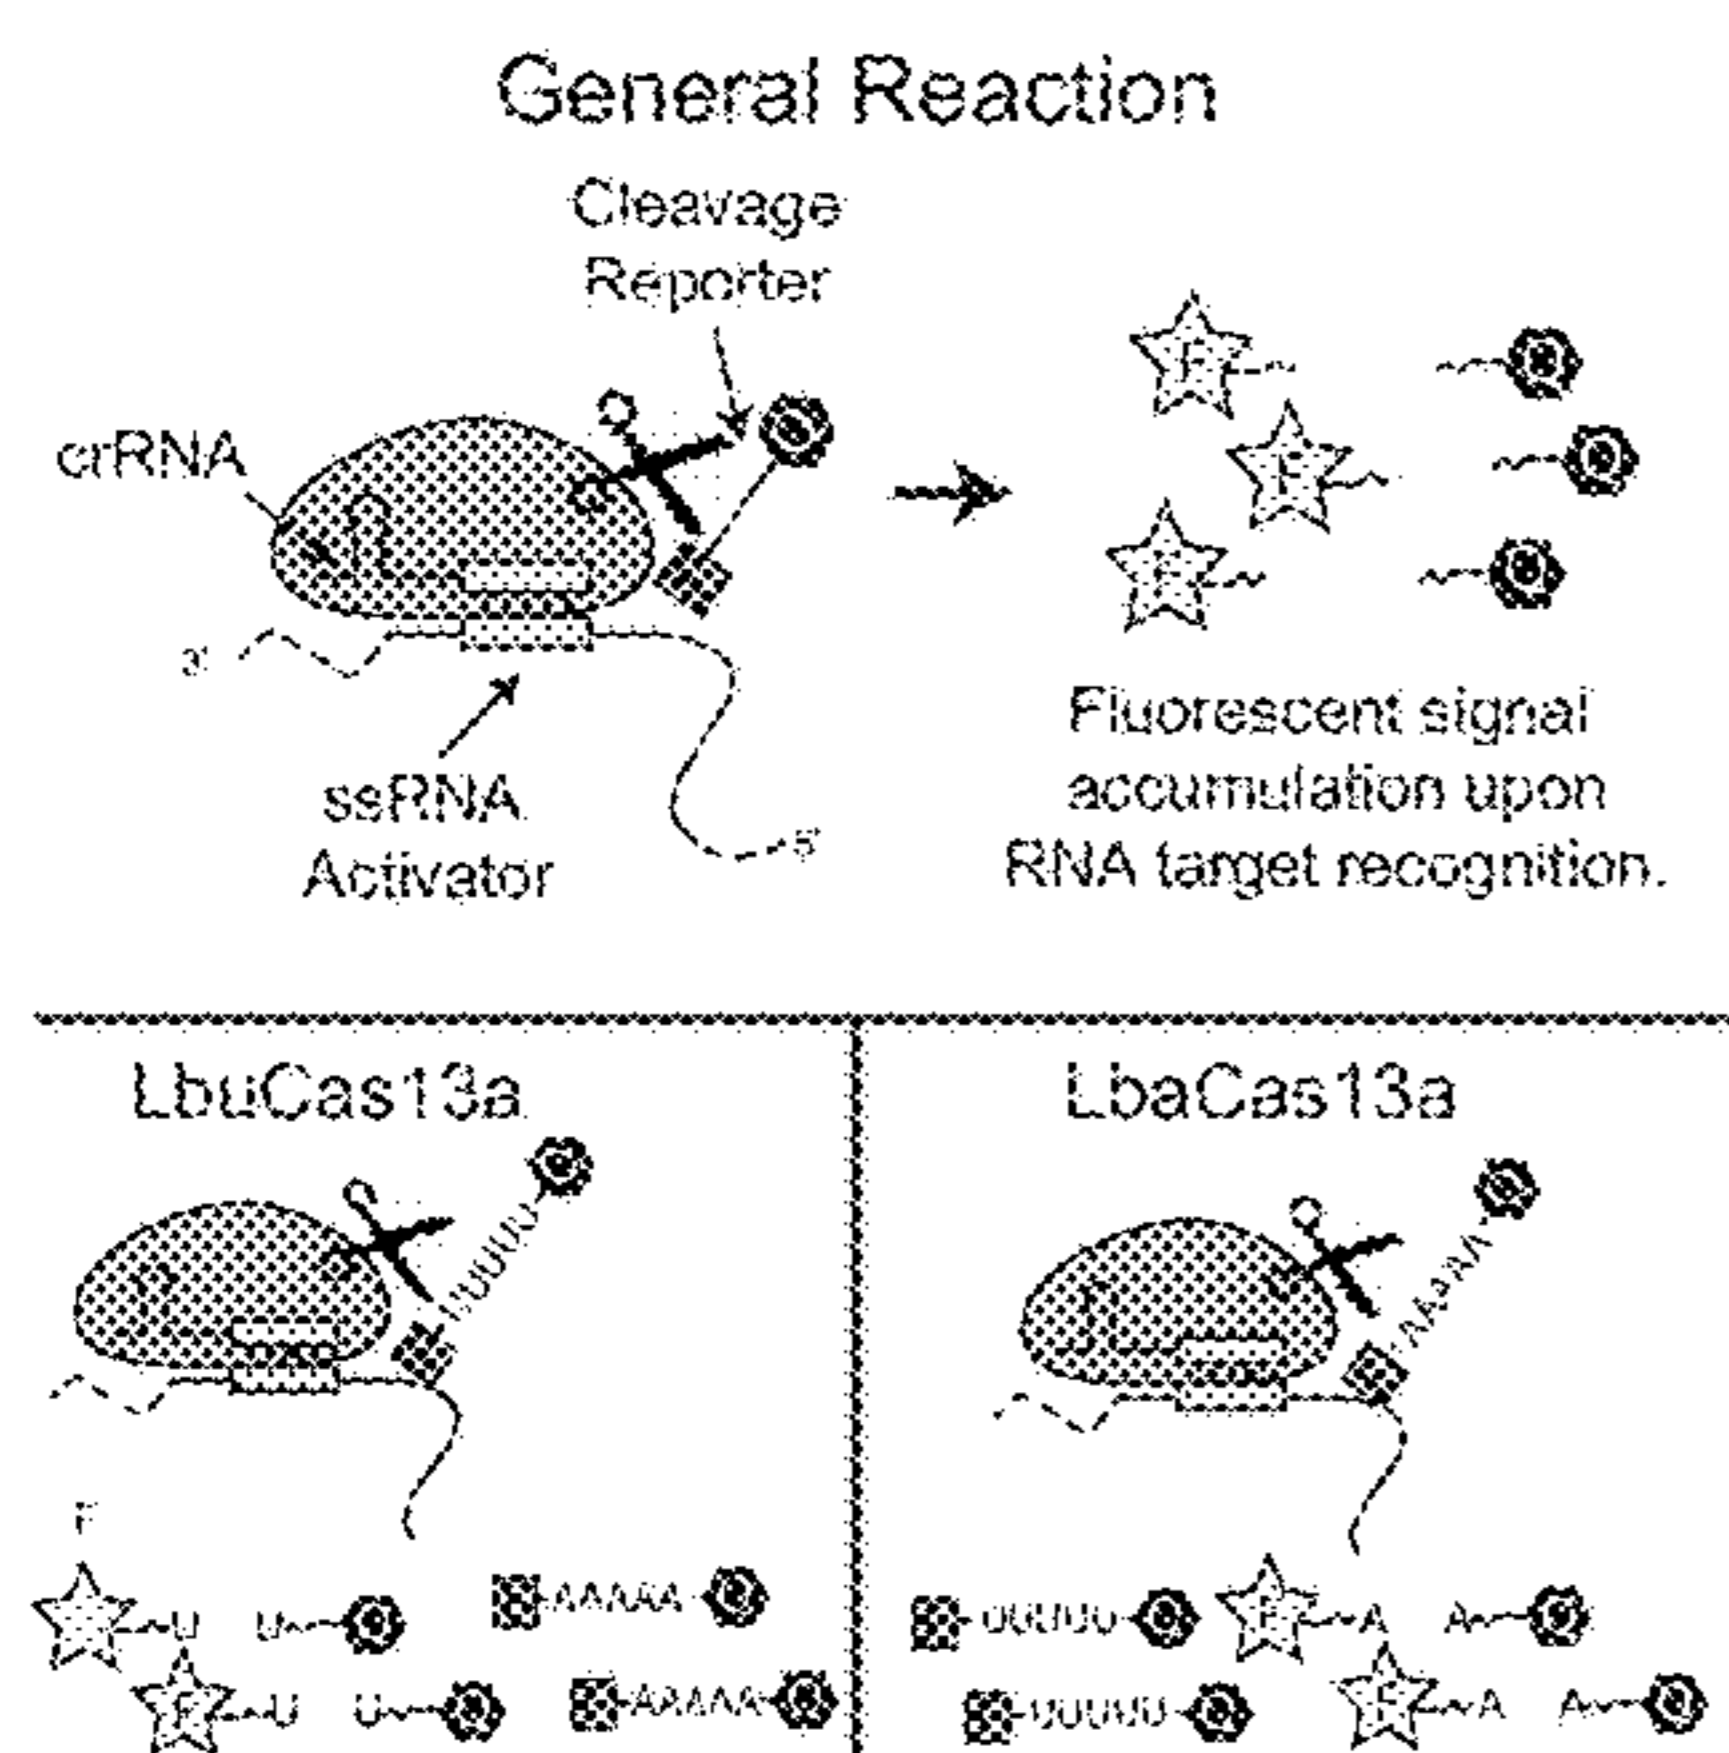 General Reaction
Cleavage
Reporter
crRNA
F
F
F
3'
5'
ssRNA
Activator
Fluorescent signal
accumulation upon
RNA target recognition.
LbuCas13a
UUUUU
F
U U
AAAAA
F U U
AAAAA
LbaCas13a
AAAAA
UUUUU
F A A
UUUUU
F A A